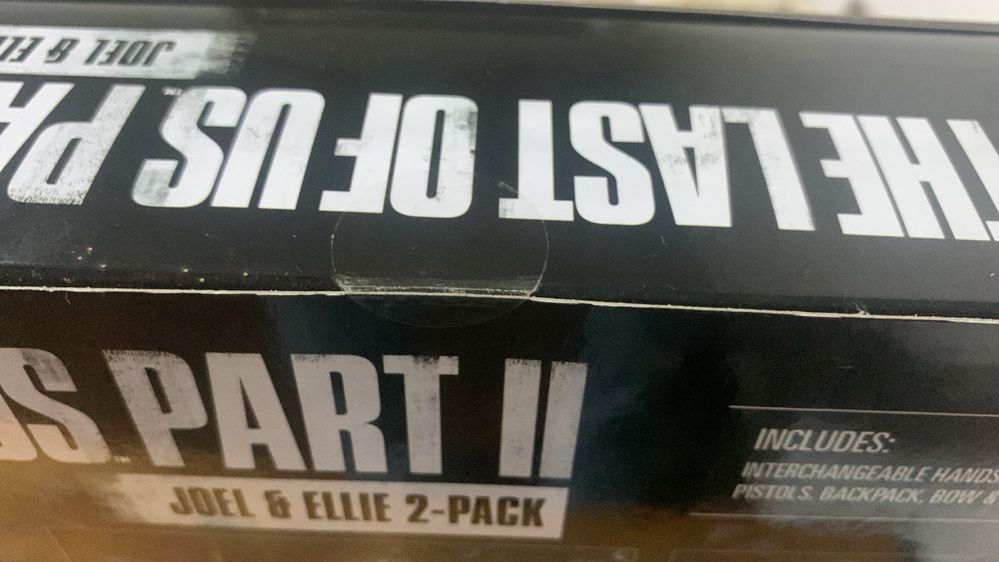 THE LAST OF US PA
JOEL & EL
US PART II
JOEL & ELLIE 2-PACK
INCLUDES:
INTERCHANGEABLE HANDS
PISTOLS, BACKPACK, BOW &